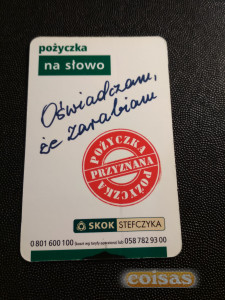 pożyczka
na słowo
Oświadczam,
że zarabiam
POŻYCZKA
PRZYZNANA
POŻYCZKA
SKOK STEFCZYKA
0 801 600 100 058 782 93 00
coisas